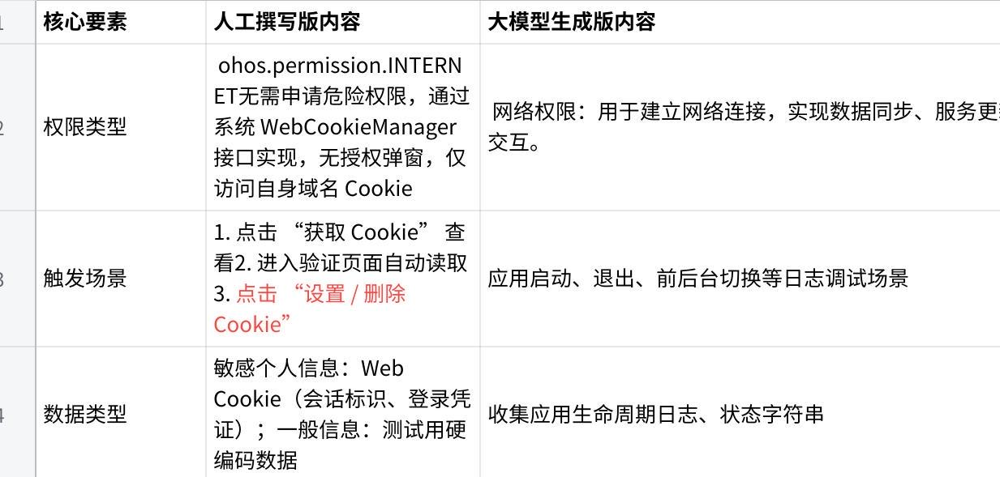 核心要素
人工撰写版内容
大模型生成版内容
2
权限类型
ohos.permission.INTERN
ET无需申请危险权限，通过
系统 WebCookieManager
接口实现，无授权弹窗，仅
访问自身域名 Cookie
网络权限：用于建立网络连接，实现数据同步、服务更
交互。
3
触发场景
1. 点击 “获取 Cookie” 查
看2. 进入验证页面自动读取
3. 点击 “设置 / 删除
Cookie”
应用启动、退出、前后台切换等日志调试场景
4
数据类型
敏感个人信息：Web
Cookie（会话标识、登录凭
证）；一般信息：测试用硬
编码数据
收集应用生命周期日志、状态字符串